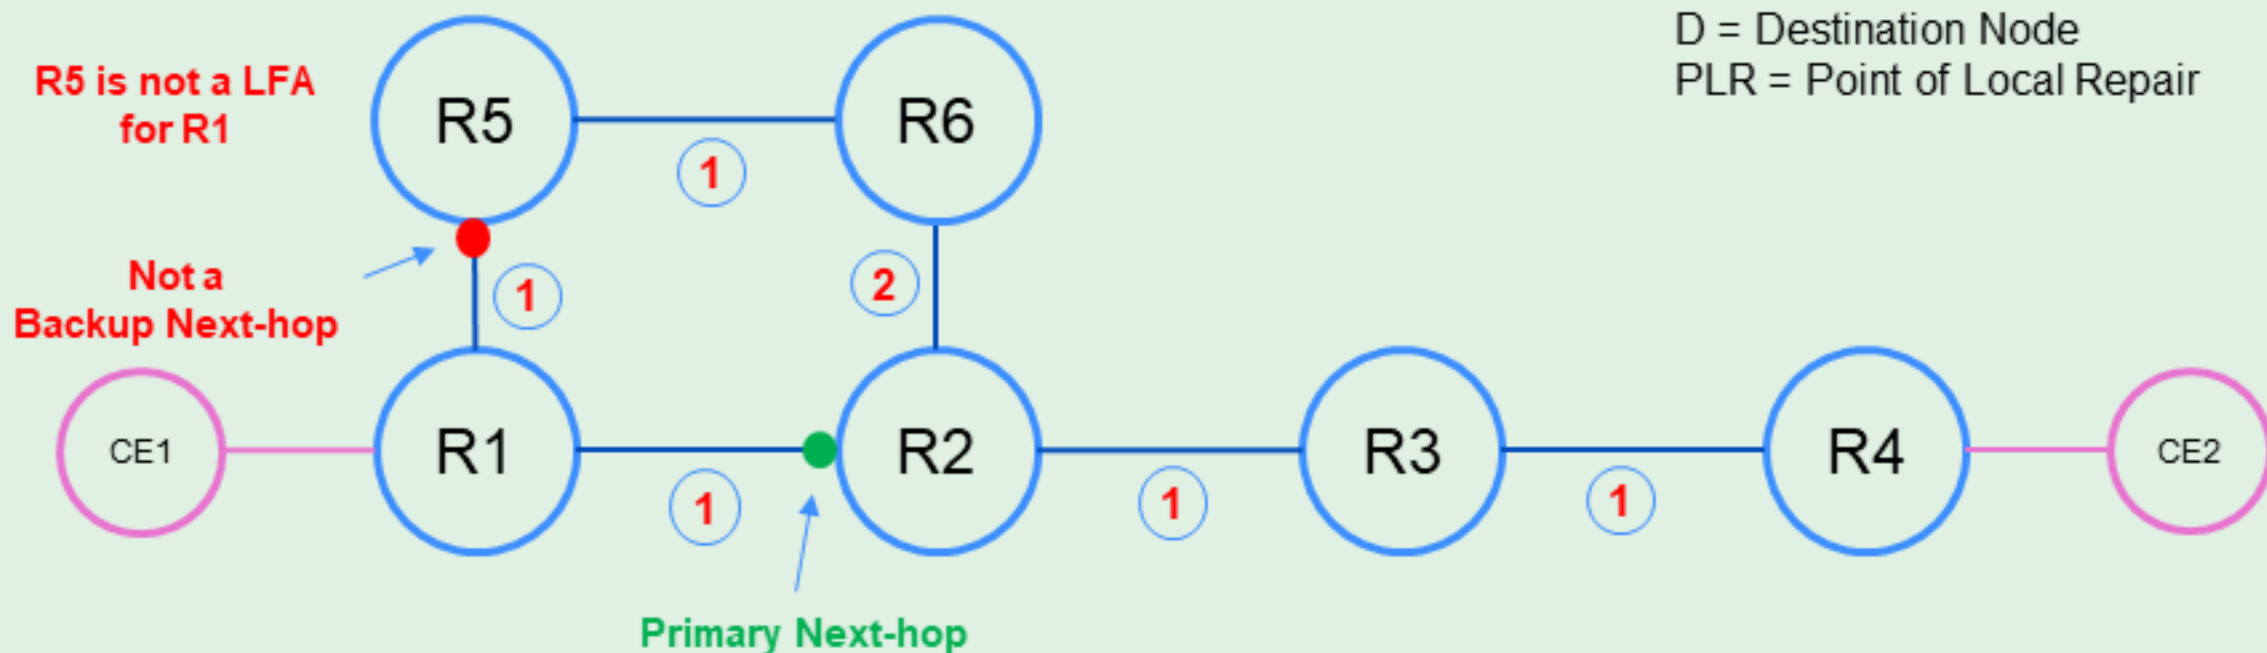 D = Destination Node
PLR = Point of Local Repair
R5 is not a LFA
for R1
R5
R6
1
Not a
Backup Next-hop
1
2
CE1
R1
R2
R3
R4
CE2
1
1
1
Primary Next-hop